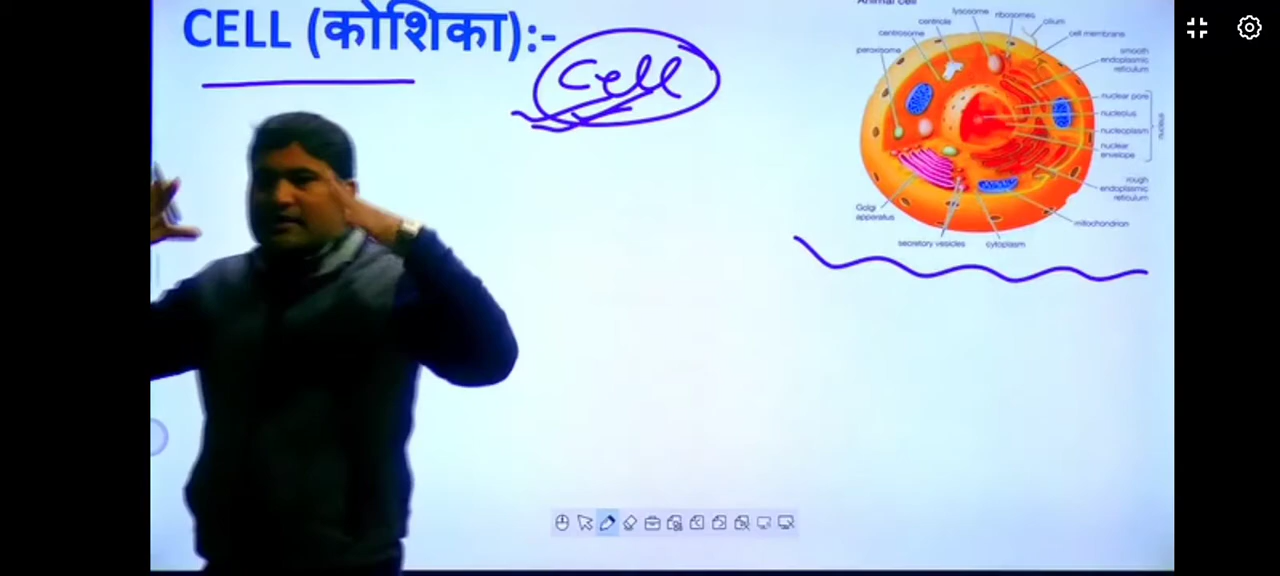 CELL (कोशिका):-
cell
Animal cell
lysosome
ribosomes
centriole
cilium
centrosome
cell membrane
peroxisome
smooth
endoplasmic
reticulum
nuclear pore
nucleolus
nucleoplasm
nuclear
envelope
nucleus
rough
endoplasmic
reticulum
Golgi
apparatus
mitochondrion
secretory vesicles
cytoplasm